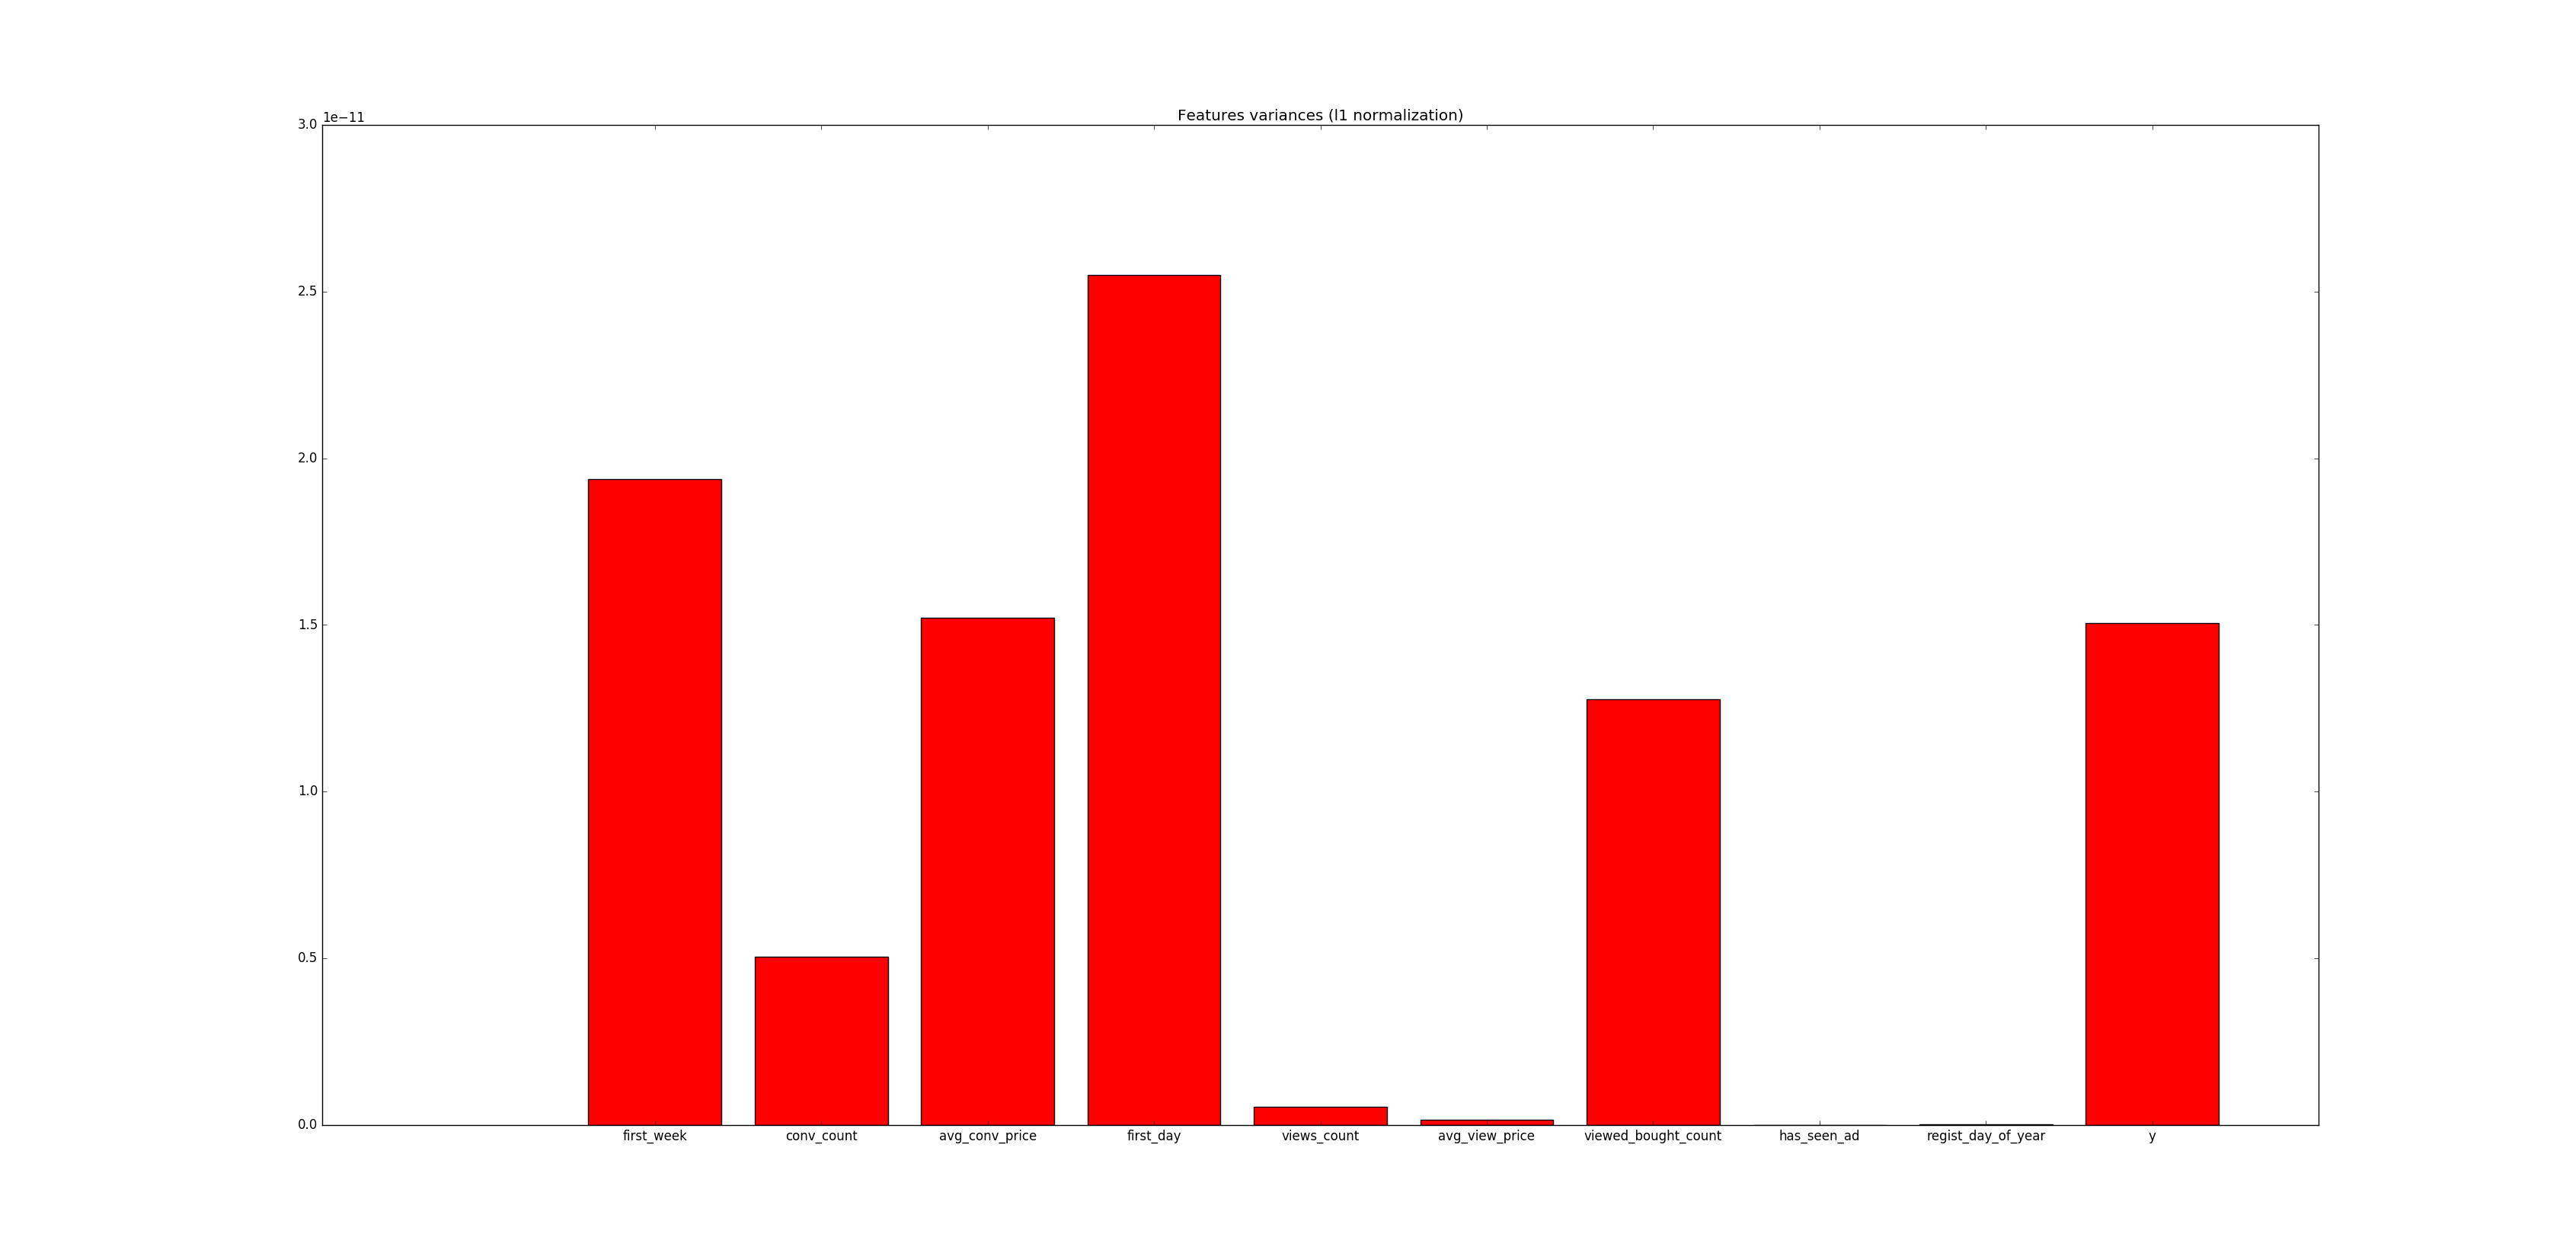 Features variances (l1 normalization)
1e−11
3.0
2.5
2.0
1.5
1.0
0.5
0.0
first_week conv_count avg_conv_price first_day views_count avg_view_price viewed_bought_count has_seen_ad regist_day_of_year y